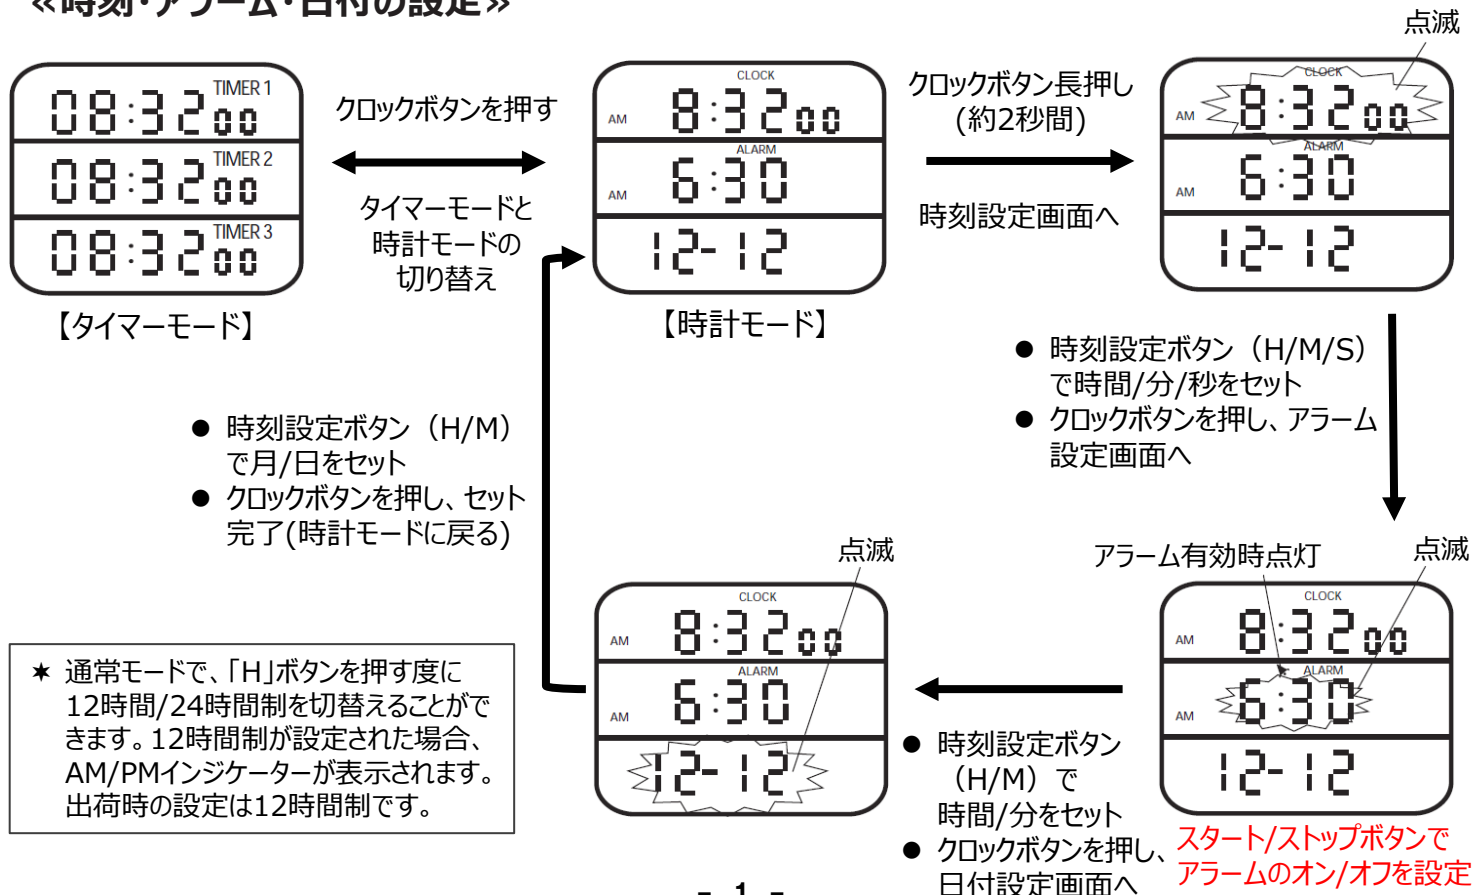 ≪時刻・アラーム・日付の設定≫
点滅
08:32 00 TIMER 1
08:32 00 TIMER 2
08:32 00 TIMER 3
【タイマーモード】
クロックボタンを押す
タイマーモードと
時計モードの
切り替え
CLOCK
AM 8:32 00
ALARM
AM 6:30
12-12
【時計モード】
クロックボタン長押し
(約2秒間)
時刻設定画面へ
CLOCK
AM 8:32 00
ALARM
AM 6:30
12-12
● 時刻設定ボタン（H/M/S）
で時間/分/秒をセット
● クロックボタンを押し、アラーム
設定画面へ
● 時刻設定ボタン（H/M）
で月/日をセット
● クロックボタンを押し、セット
完了(時計モードに戻る)
アラーム有効時点灯
点滅
CLOCK
AM 8:32 00
ALARM
AM 6:30
12-12
スタート/ストップボタンで
アラームのオン/オフを設定
● 時刻設定ボタン
（H/M）で
時間/分をセット
● クロックボタンを押し、
日付設定画面へ
点滅
CLOCK
AM 8:32 00
ALARM
AM 6:30
12-12
★ 通常モードで、「H」ボタンを押す度に
12時間/24時間制を切替えることがで
きます。12時間制が設定された場合、
AM/PMインジケーターが表示されます。
出荷時の設定は12時間制です。
- 1 -